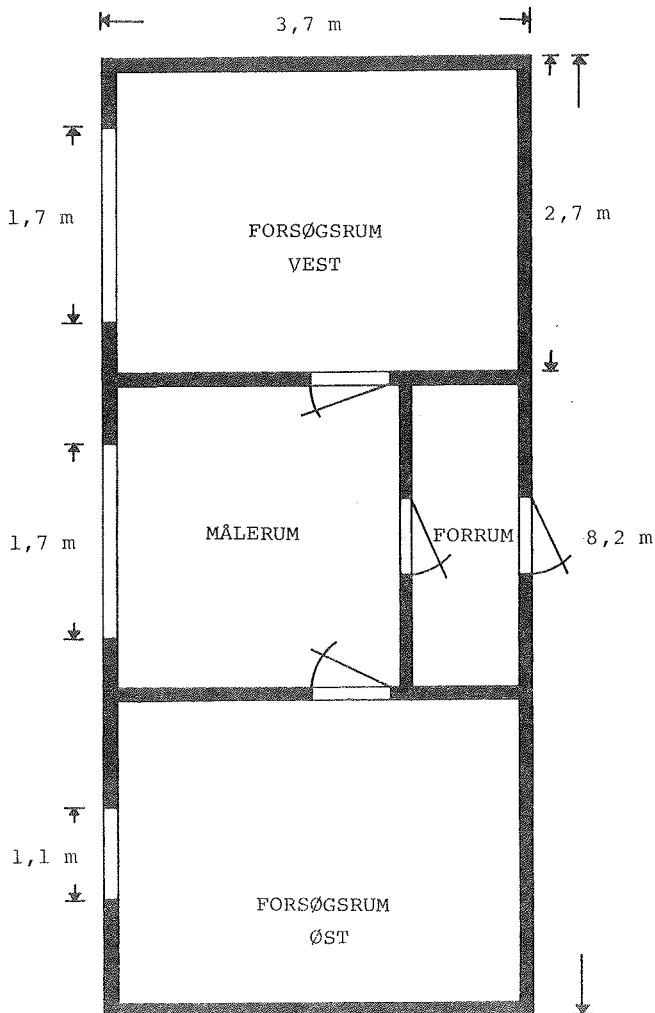 3,7 m
1,7 m
2,7 m
FORSØGSRUM
VEST
1,7 m
MÅLERUM
FORRUM
8,2 m
1,1 m
FORSØGSRUM
ØST